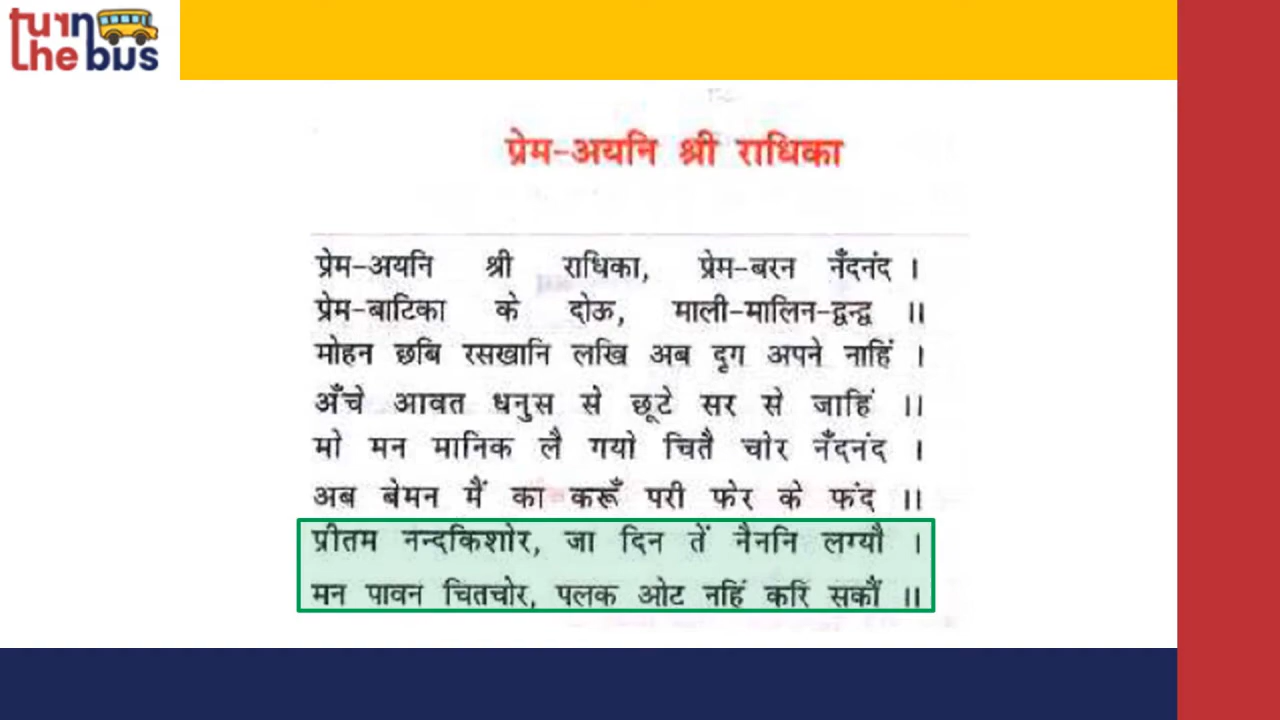 turn
the bus
प्रेम-अयनि श्री राधिका
प्रेम-अयनि श्री राधिका, प्रेम-बरन नँदनंद ।
प्रेम-बाटिका के दोऊ, माली-मालिन-द्वन्द्व ॥
मोहन छबि रसखानि लखि अब दृग अपने नाहिं ।
अँचे आवत धनुस से छूटे सर से जाहिं ॥
मो मन मानिक लै गयो चितै चोर नँदनंद ।
अब बेमन मैं का करूँ परी फेर के फंद ॥
प्रीतम नन्दकिशोर, जा दिन तें नैननि लग्यौ ।
मन पावन चितचोर, पलक ओट नहिं करि सकौं ॥